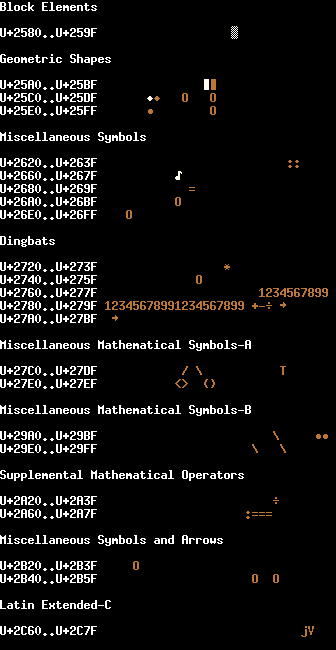 Block Elements
U+2580..U+259F ▒
Geometric Shapes
U+25A0..U+25BF ▮▮
U+25C0..U+25DF ◆◆ O O
U+25E0..U+25FF • O
Miscellaneous Symbols
U+2620..U+263F ::
U+2660..U+267F ♪
U+2680..U+269F =
U+26A0..U+26BF O
U+26E0..U+26FF O
Dingbats
U+2720..U+273F *
U+2740..U+275F O
U+2760..U+277F 1234567899
U+2780..U+279F 12345678991234567899 +-÷ →
U+27A0..U+27BF →
Miscellaneous Mathematical Symbols-A
U+27C0..U+27DF / \ T
U+27E0..U+27EF <> ()
Miscellaneous Mathematical Symbols-B
U+29A0..U+29BF \ ••
U+29E0..U+29FF \ \
Supplemental Mathematical Operators
U+2A20..U+2A3F ÷
U+2A60..U+2A7F :===
Miscellaneous Symbols and Arrows
U+2B20..U+2B3F O
U+2B40..U+2B5F O O
Latin Extended-C
U+2C60..U+2C7F jV